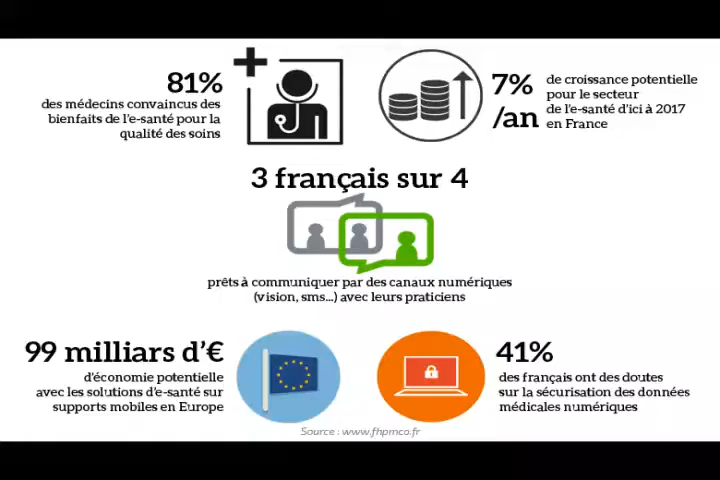 81%
des médecins convaincus des
bienfaits de l'e-santé pour la
qualité des soins
7%
/an
de croissance potentielle
pour le secteur
de l'e-santé d'ici à 2017
en France
3 français sur 4
prêts à communiquer par des canaux numériques
(vision, sms...) avec leurs praticiens
99 milliars d'€
d'économie potentielle
avec les solutions d'e-santé sur
supports mobiles en Europe
41%
des français ont des doutes
sur la sécurisation des données
médicales numériques
Source : www.fhpmco.fr